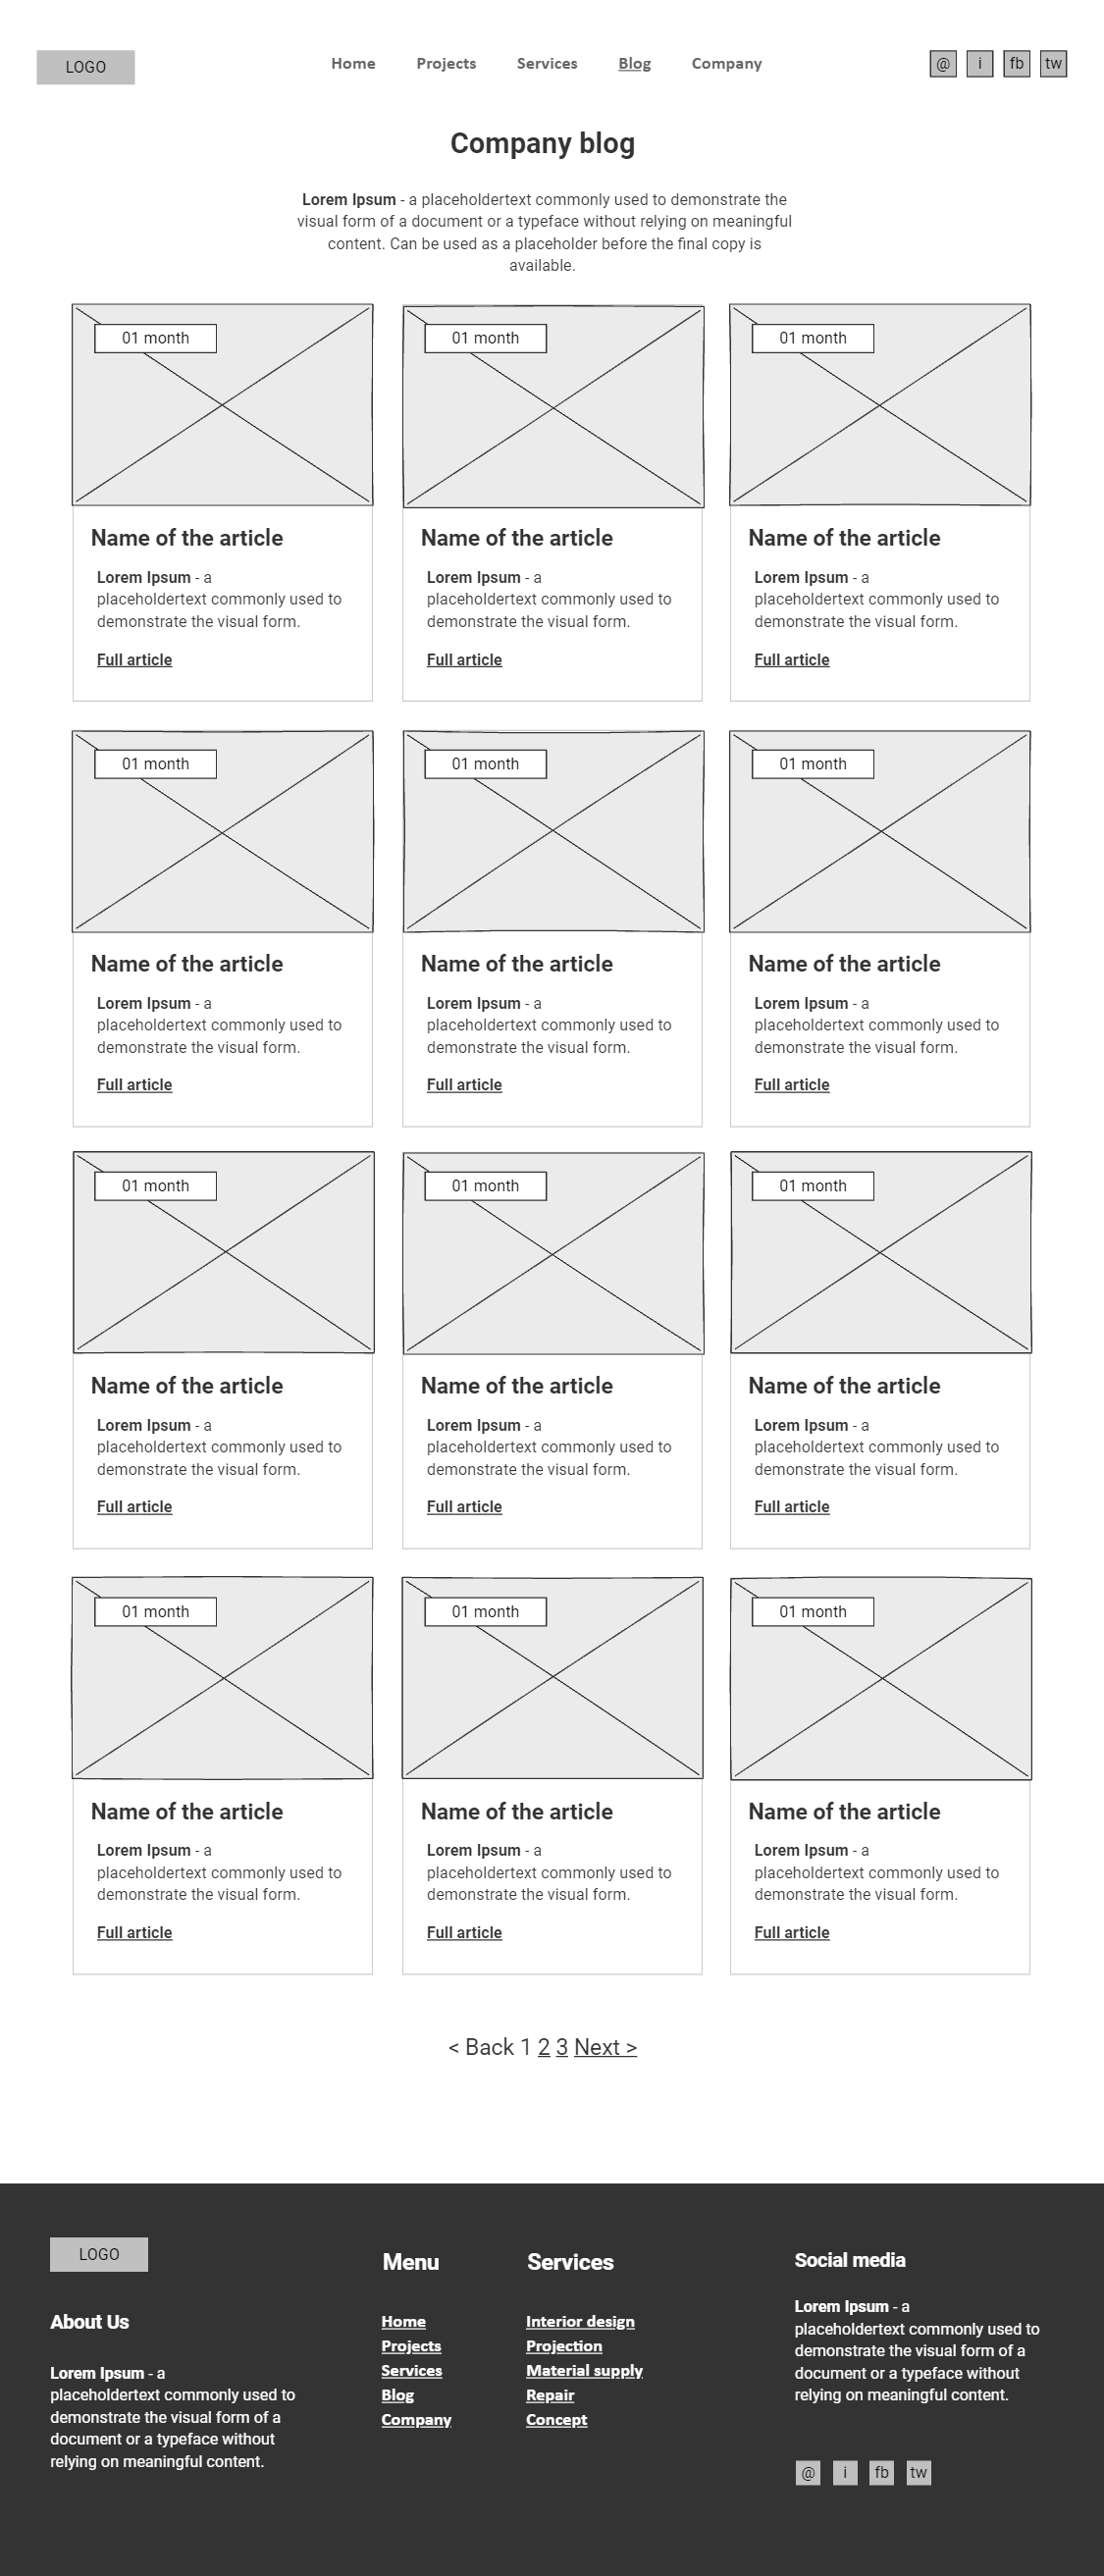 LOGO
Home Projects Services Blog Company
@ i fb tw
Company blog
Lorem Ipsum - a placeholdertext commonly used to demonstrate the
visual form of a document or a typeface without relying on meaningful
content. Can be used as a placeholder before the final copy is
available.
01 month
Name of the article
Lorem Ipsum - a
placeholdertext commonly used to
demonstrate the visual form.
Full article
01 month
Name of the article
Lorem Ipsum - a
placeholdertext commonly used to
demonstrate the visual form.
Full article
01 month
Name of the article
Lorem Ipsum - a
placeholdertext commonly used to
demonstrate the visual form.
Full article
01 month
Name of the article
Lorem Ipsum - a
placeholdertext commonly used to
demonstrate the visual form.
Full article
01 month
Name of the article
Lorem Ipsum - a
placeholdertext commonly used to
demonstrate the visual form.
Full article
01 month
Name of the article
Lorem Ipsum - a
placeholdertext commonly used to
demonstrate the visual form.
Full article
01 month
Name of the article
Lorem Ipsum - a
placeholdertext commonly used to
demonstrate the visual form.
Full article
01 month
Name of the article
Lorem Ipsum - a
placeholdertext commonly used to
demonstrate the visual form.
Full article
01 month
Name of the article
Lorem Ipsum - a
placeholdertext commonly used to
demonstrate the visual form.
Full article
01 month
Name of the article
Lorem Ipsum - a
placeholdertext commonly used to
demonstrate the visual form.
Full article
01 month
Name of the article
Lorem Ipsum - a
placeholdertext commonly used to
demonstrate the visual form.
Full article
01 month
Name of the article
Lorem Ipsum - a
placeholdertext commonly used to
demonstrate the visual form.
Full article
< Back 1 2 3 Next >
LOGO
About Us
Lorem Ipsum - a
placeholdertext commonly used to
demonstrate the visual form of a
document or a typeface without
relying on meaningful content.
Menu
Home
Projects
Services
Blog
Company
Services
Interior design
Projection
Material supply
Repair
Concept
Social media
Lorem Ipsum - a
placeholdertext commonly used to
demonstrate the visual form of a
document or a typeface without
relying on meaningful content.
@ i fb tw